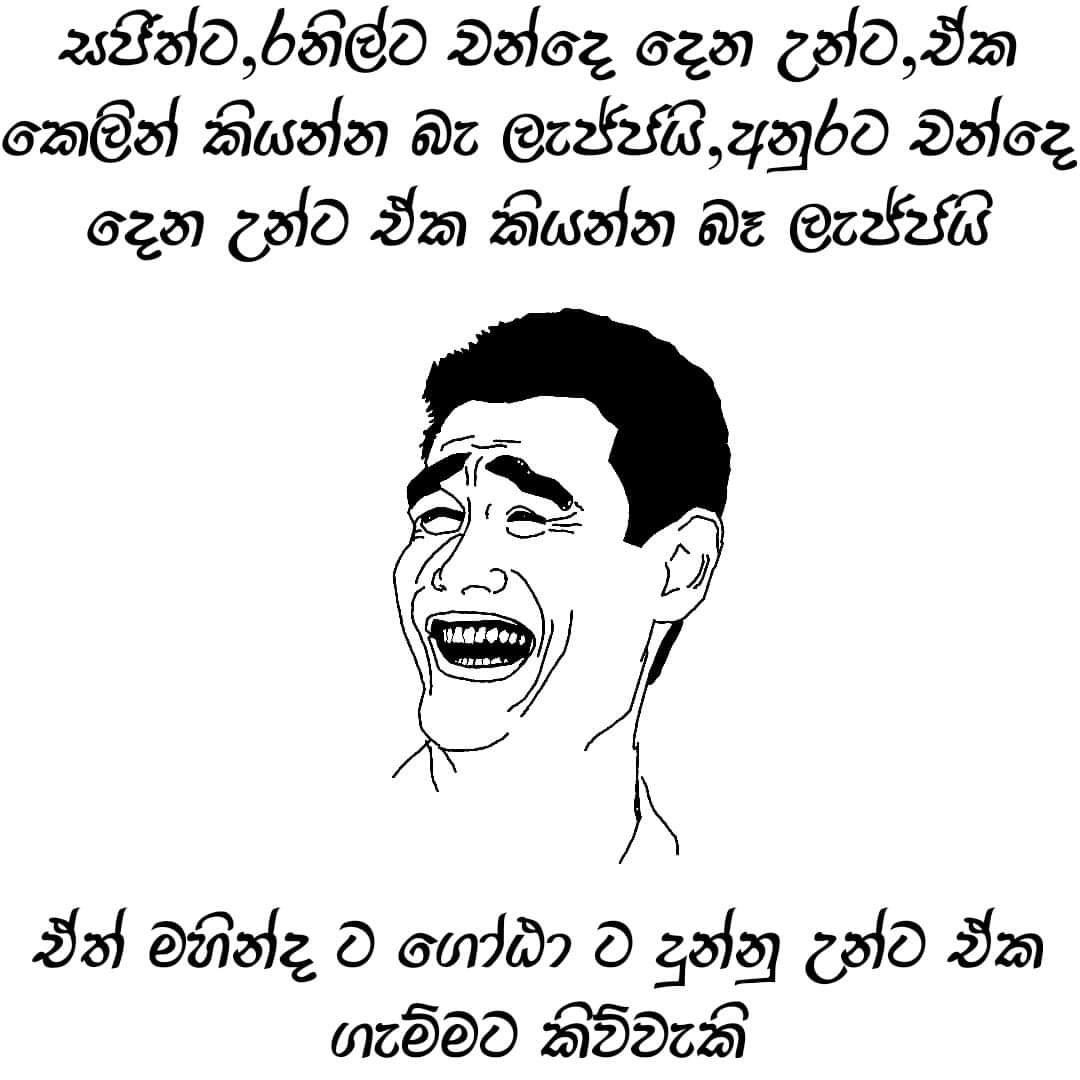 සජිත්ට,රනිල්ට චන්දෙ දෙන උන්ට,ඒක
කෙලින් කියන්න බැ ලැජ්ජයි,අනුරට චන්දෙ
දෙන උන්ට ඒක කියන්න බෑ ලැජ්ජයි
ඒත් මහින්ද ට ගෝඨා ට දුන්නු උන්ට ඒක
ගැම්මට කිව්වැකි